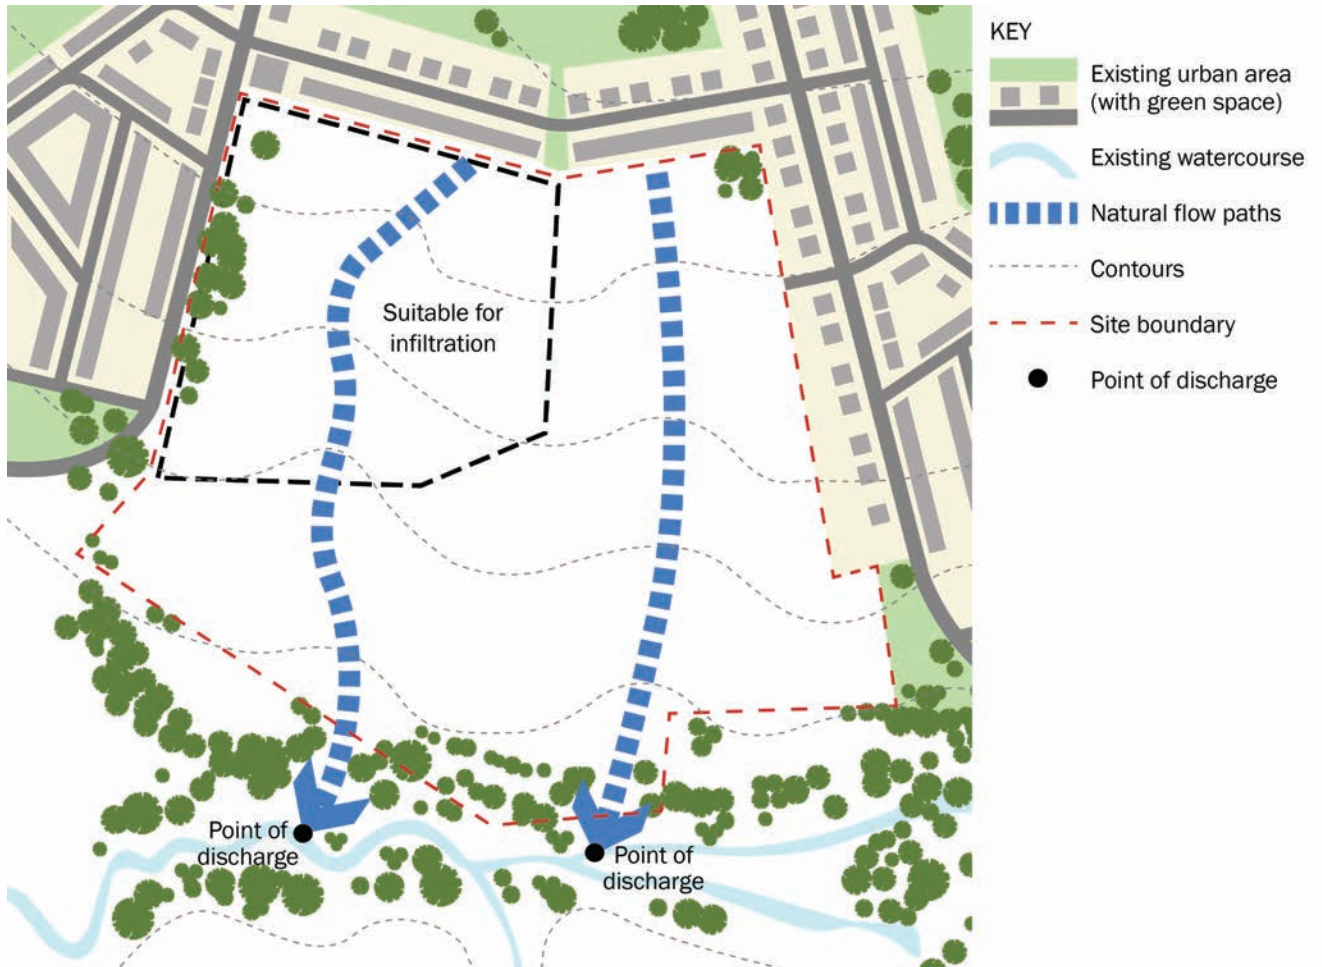 KEY
Existing urban area
(with green space)
Existing watercourse
Natural flow paths
Contours
Site boundary
Point of discharge
Suitable for
infiltration
Point of
discharge
Point of
discharge